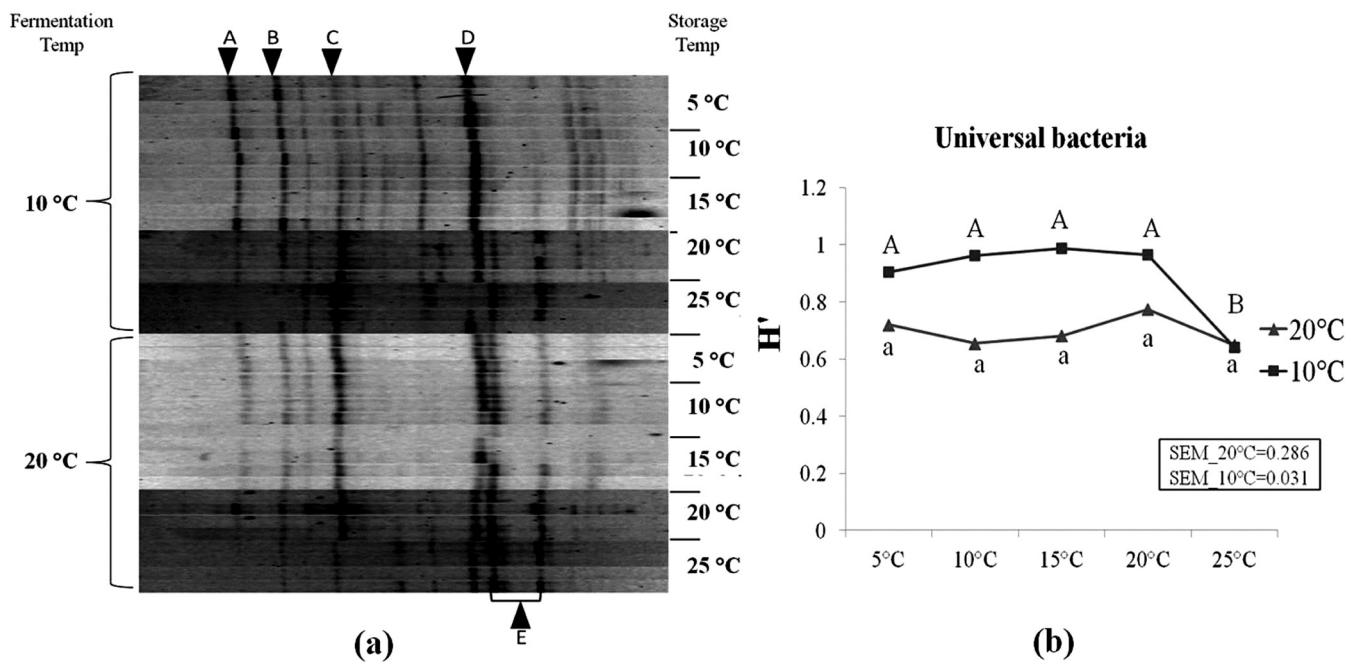 Fermentation
Temp
A B C D
Storage
Temp
10 °C
5 °C
10 °C
15 °C
20 °C
25 °C
20 °C
5 °C
10 °C
15 °C
20 °C
25 °C
E
(a)
Universal bacteria
H'
1.2
1
0.8
0.6
0.4
0.2
0
A A A A B
a a a a a
20°C
10°C
SEM_20°C=0.286
SEM_10°C=0.031
5°C 10°C 15°C 20°C 25°C
(b)